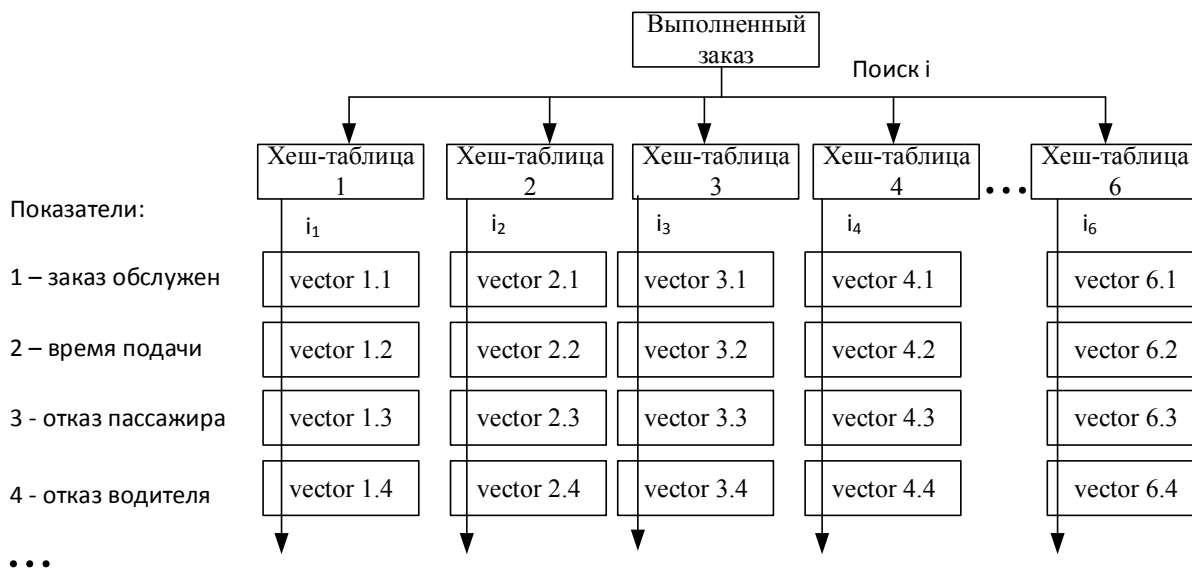 Выполненный
заказ
Поиск i
Хеш-таблица
1
Хеш-таблица
2
Хеш-таблица
3
Хеш-таблица
4
...
Хеш-таблица
6
Показатели:
i₁
i₂
i₃
i₄
i₆
1 – заказ обслужен
vector 1.1
vector 2.1
vector 3.1
vector 4.1
vector 6.1
2 – время подачи
vector 1.2
vector 2.2
vector 3.2
vector 4.2
vector 6.2
3 - отказ пассажира
vector 1.3
vector 2.3
vector 3.3
vector 4.3
vector 6.3
4 - отказ водителя
vector 1.4
vector 2.4
vector 3.4
vector 4.4
vector 6.4
...